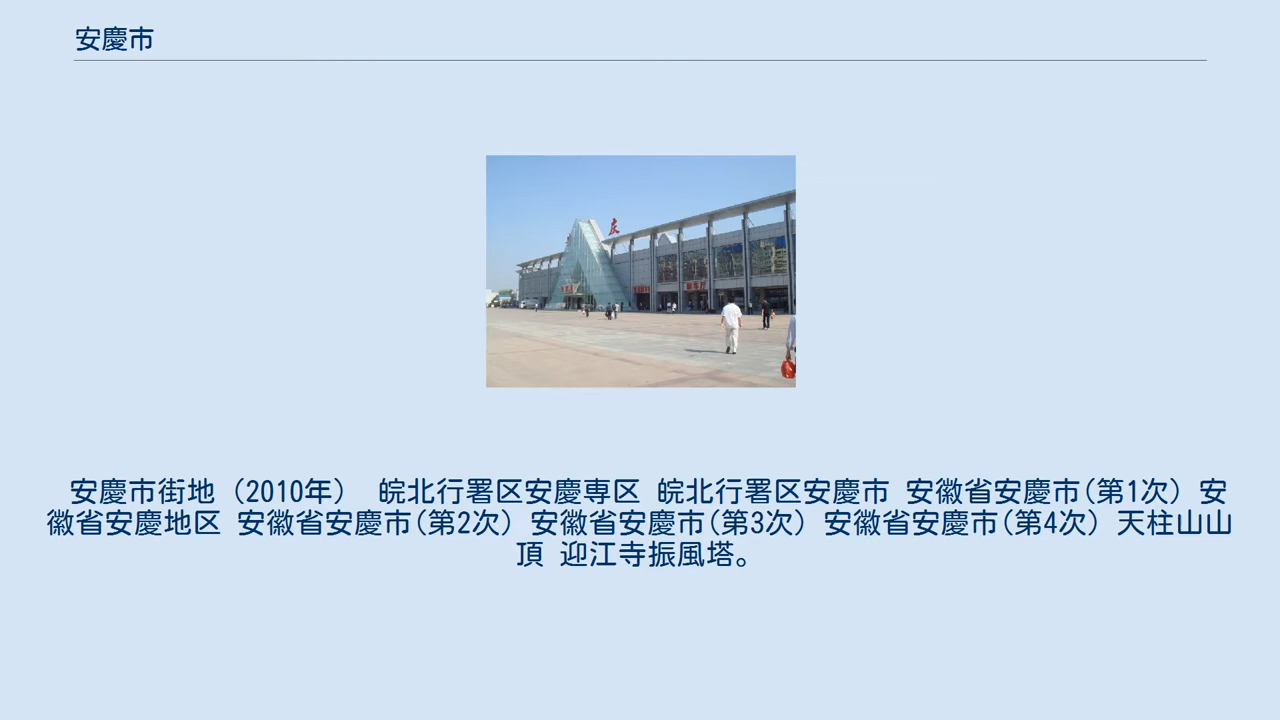 安慶市
庆
安慶市街地（2010年） 皖北行署区安慶専区 皖北行署区安慶市 安徽省安慶市(第1次) 安
徽省安慶地区 安徽省安慶市(第2次) 安徽省安慶市(第3次) 安徽省安慶市(第4次) 天柱山山
頂 迎江寺振風塔。